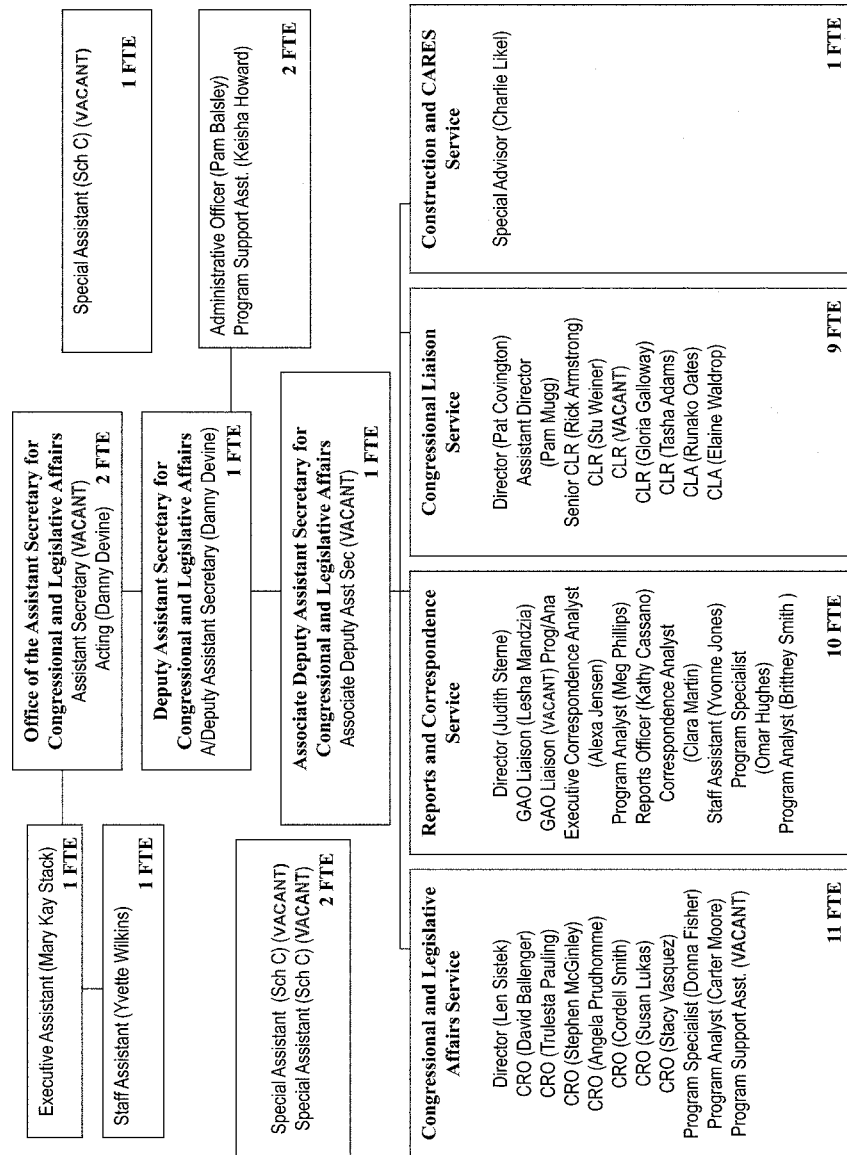 Executive Assistant (Mary Kay Stack)
1 FTE
Staff Assistant (Yvette Wilkins)
1 FTE
Office of the Assistant Secretary for
Congressional and Legislative Affairs
Assistant Secretary (VACANT)
Acting (Danny Devine)
2 FTE
Special Assistant (Sch C) (VACANT)
1 FTE
Deputy Assistant Secretary for
Congressional and Legislative Affairs
A/Deputy Assistant Secretary (Danny Devine)
1 FTE
Administrative Officer (Pam Balsley)
Program Support Asst. (Keisha Howard)
2 FTE
Special Assistant (Sch C) (VACANT)
Special Assistant (Sch C) (VACANT)
2 FTE
Associate Deputy Assistant Secretary for
Congressional and Legislative Affairs
Associate Deputy Asst Sec (VACANT)
1 FTE
Congressional and Legislative
Affairs Service
Director (Len Sistek)
CRO (David Ballenger)
CRO (Trulesta Pauling)
CRO (Stephen McGinley)
CRO (Angela Prudhomme)
CRO (Cordell Smith)
CRO (Susan Lukas)
CRO (Stacy Vasquez)
Program Specialist (Donna Fisher)
Program Analyst (Carter Moore)
Program Support Asst. (VACANT)
11 FTE
Reports and Correspondence
Service
Director (Judith Sterne)
GAO Liaison (Lesha Mandzia)
GAO Liaison (VACANT) Prog/Ana
Executive Correspondence Analyst
(Alexa Jensen)
Program Analyst (Meg Phillips)
Reports Officer (Kathy Cassano)
Correspondence Analyst
(Clara Martin)
Staff Assistant (Yvonne Jones)
Program Specialist
(Omar Hughes)
Program Analyst (Brittney Smith )
10 FTE
Congressional Liaison
Service
Director (Pat Covington)
Assistant Director
(Pam Mugg)
Senior CLR (Rick Armstrong)
CLR (Stu Weiner)
CLR (VACANT)
CLR (Gloria Galloway)
CLR (Tasha Adams)
CLA (Runako Oates)
CLA (Elaine Waldrop)
9 FTE
Construction and CARES
Service
Special Advisor (Charlie Likel)
1 FTE